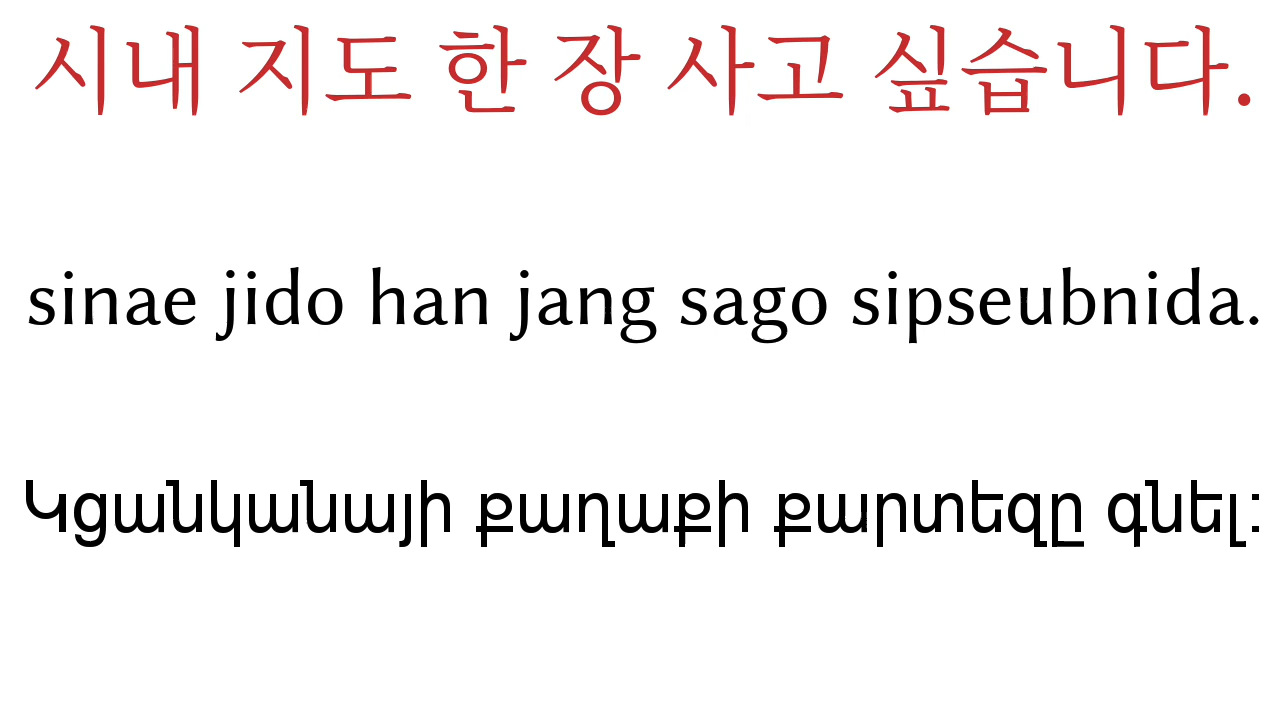 시내 지도 한 장 사고 싶습니다.
sinae jido han jang sago sipseubnida.
Կցանկանայի քաղաքի քարտեզը գնել: